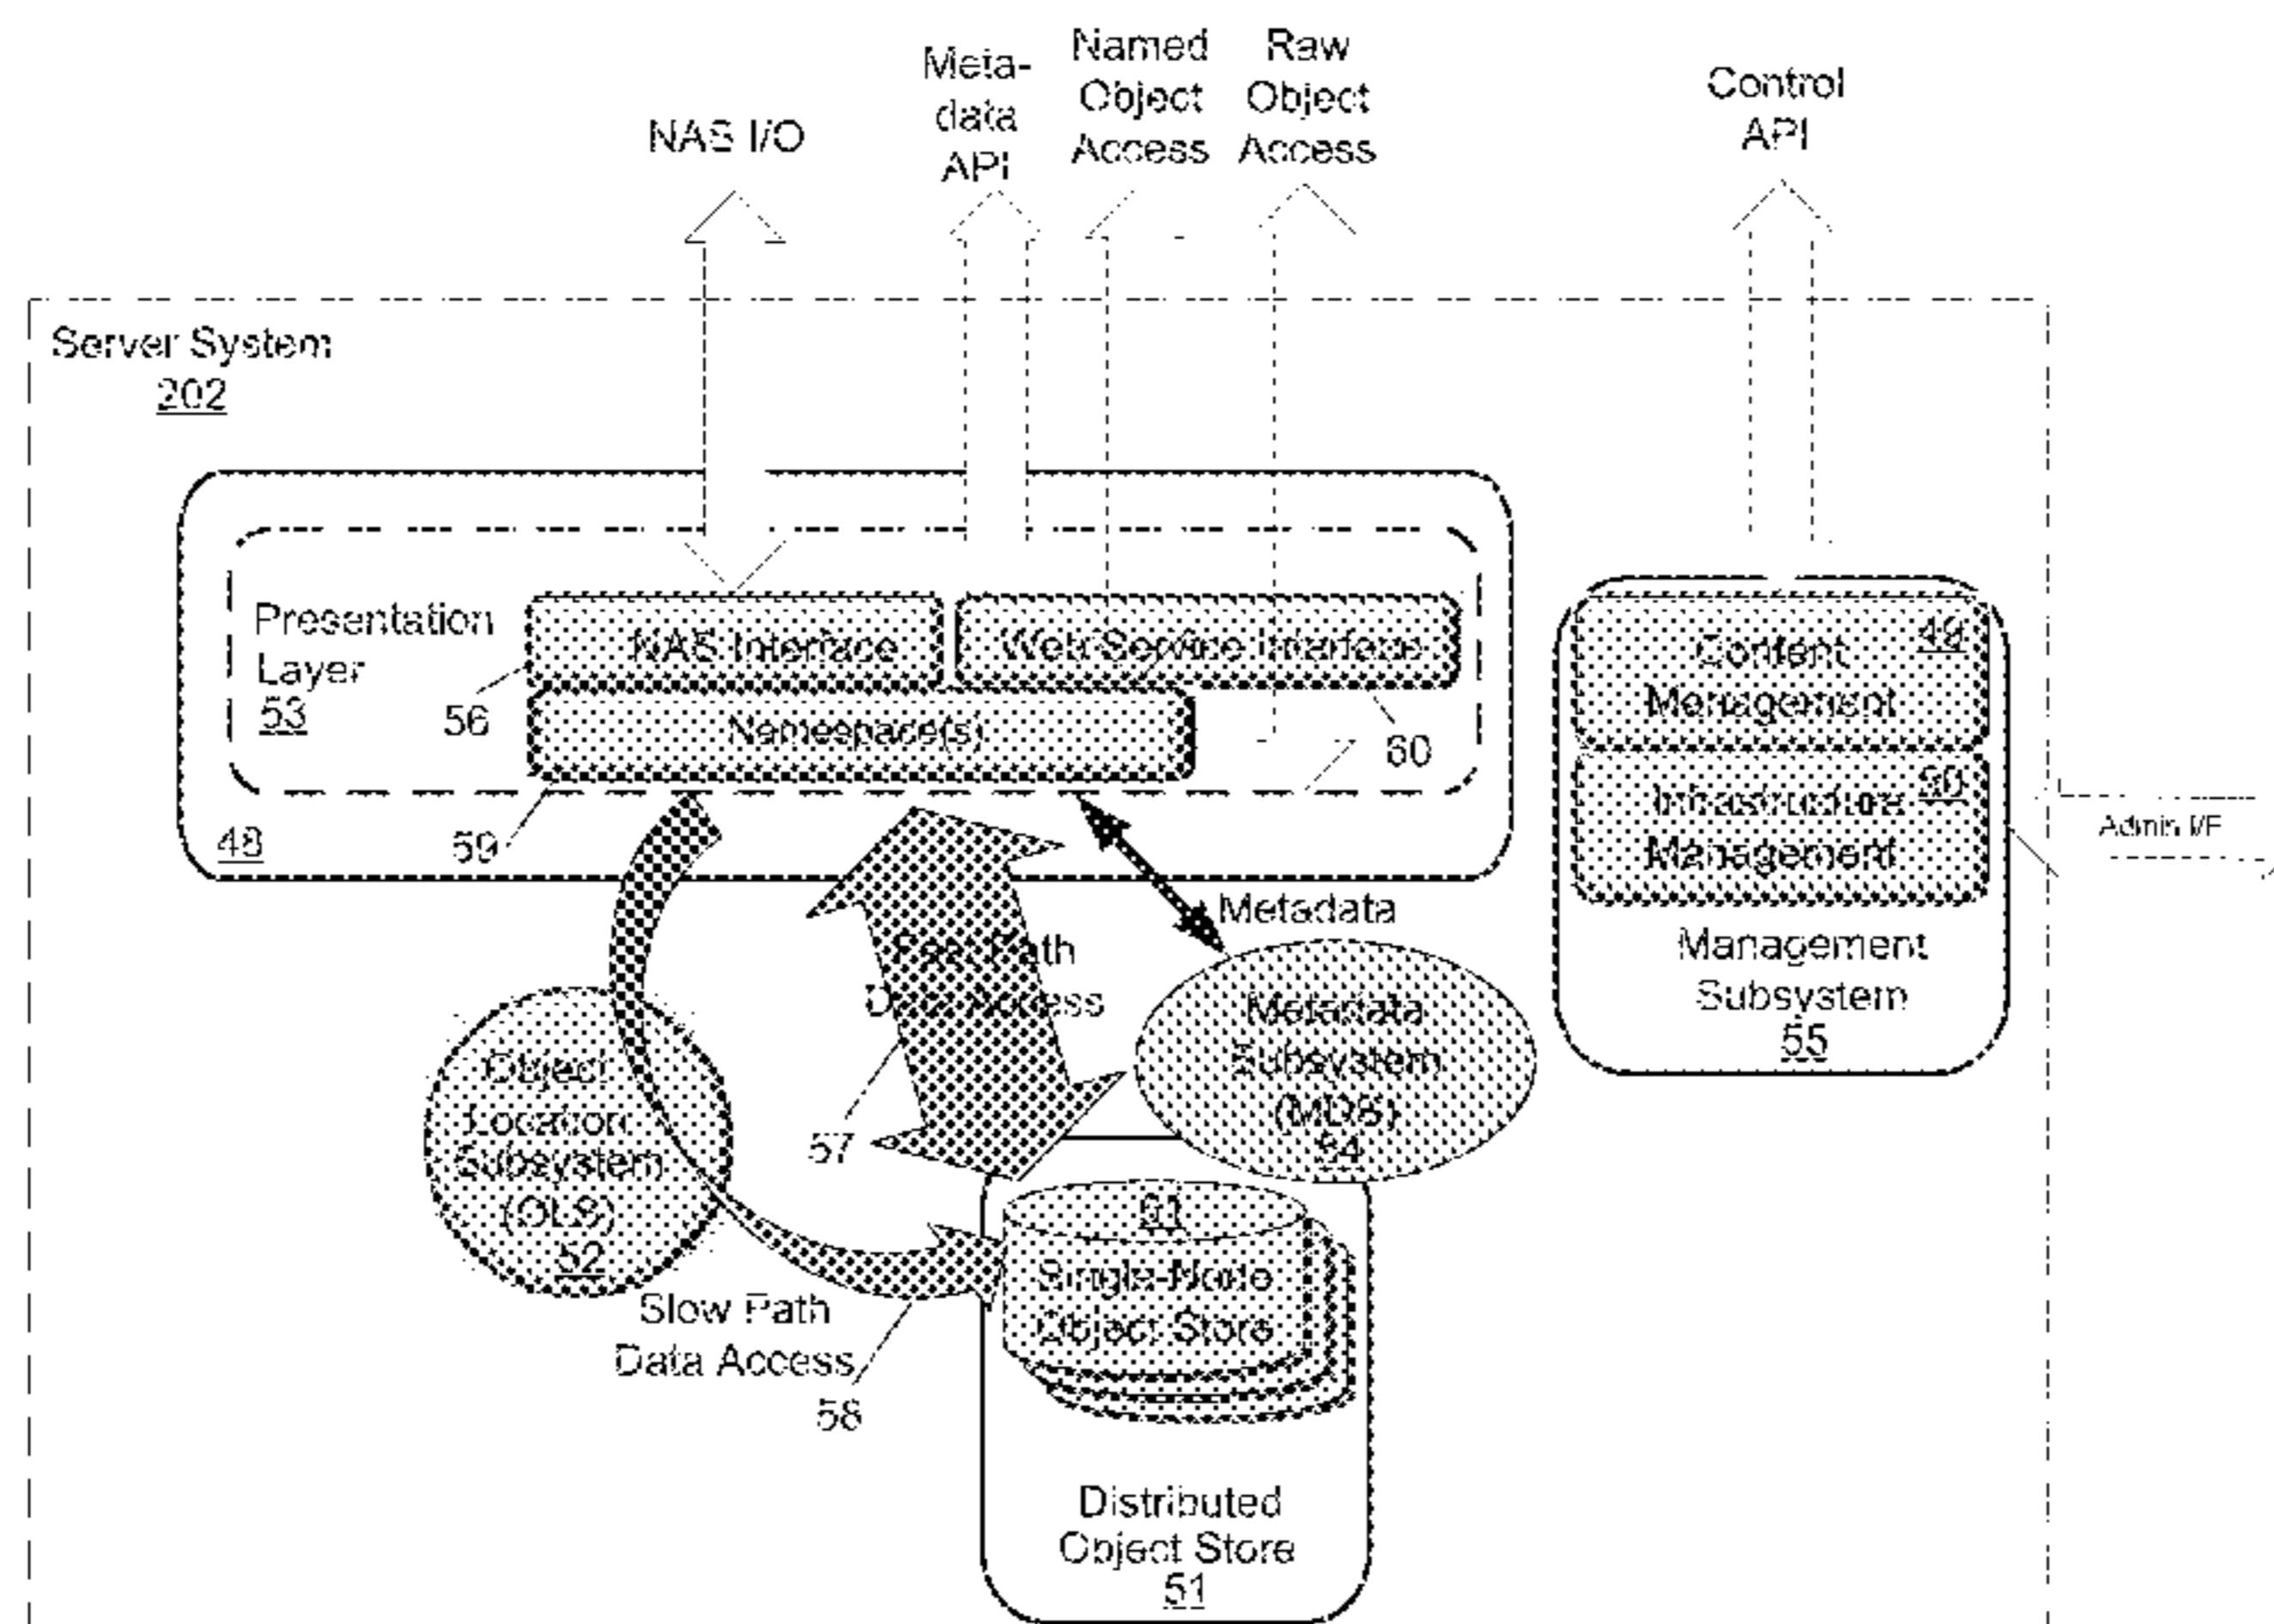 NAS I/O
Meta-
data
API
Named
Object
Access
Raw
Object
Access
Control
API
Server System
202
Presentation
Layer
53
NAS Interface
Web Service Interface
56
Namespace(s)
60
59
48
49
Content
Management
50
Infrastructure
Management
Management
Subsystem
55
Admin I/F
Metadata
Fast Path
Data Access
57
Metadata
Subsystem
(MDS)
54
Object
Location
Subsystem
(OLS)
52
Slow Path
Data Access
58
Single-Node
Object Store
Distributed
Object Store
51